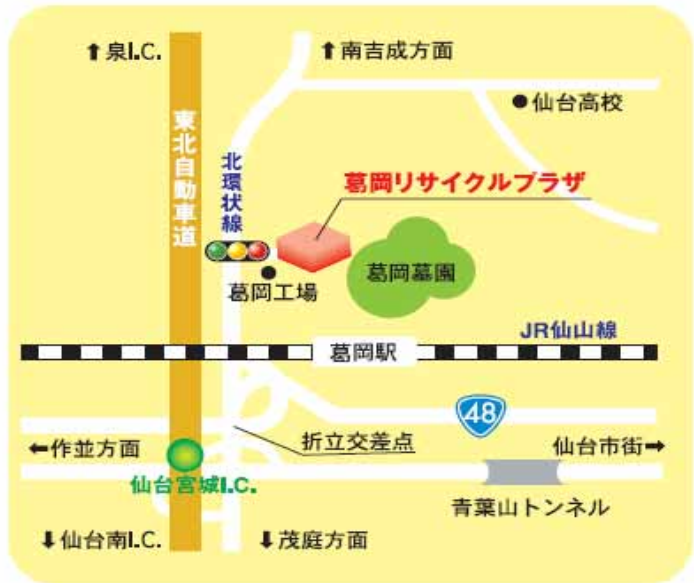 ⬆泉I.C.
⬆南吉成方面
仙台高校
東北自動車道
北環状線
葛岡リサイクルプラザ
葛岡墓園
葛岡工場
JR仙山線
葛岡駅
48
⬅作並方面
折立交差点
仙台市街➡
仙台宮城I.C.
青葉山トンネル
⬇仙台南I.C.
⬇茂庭方面